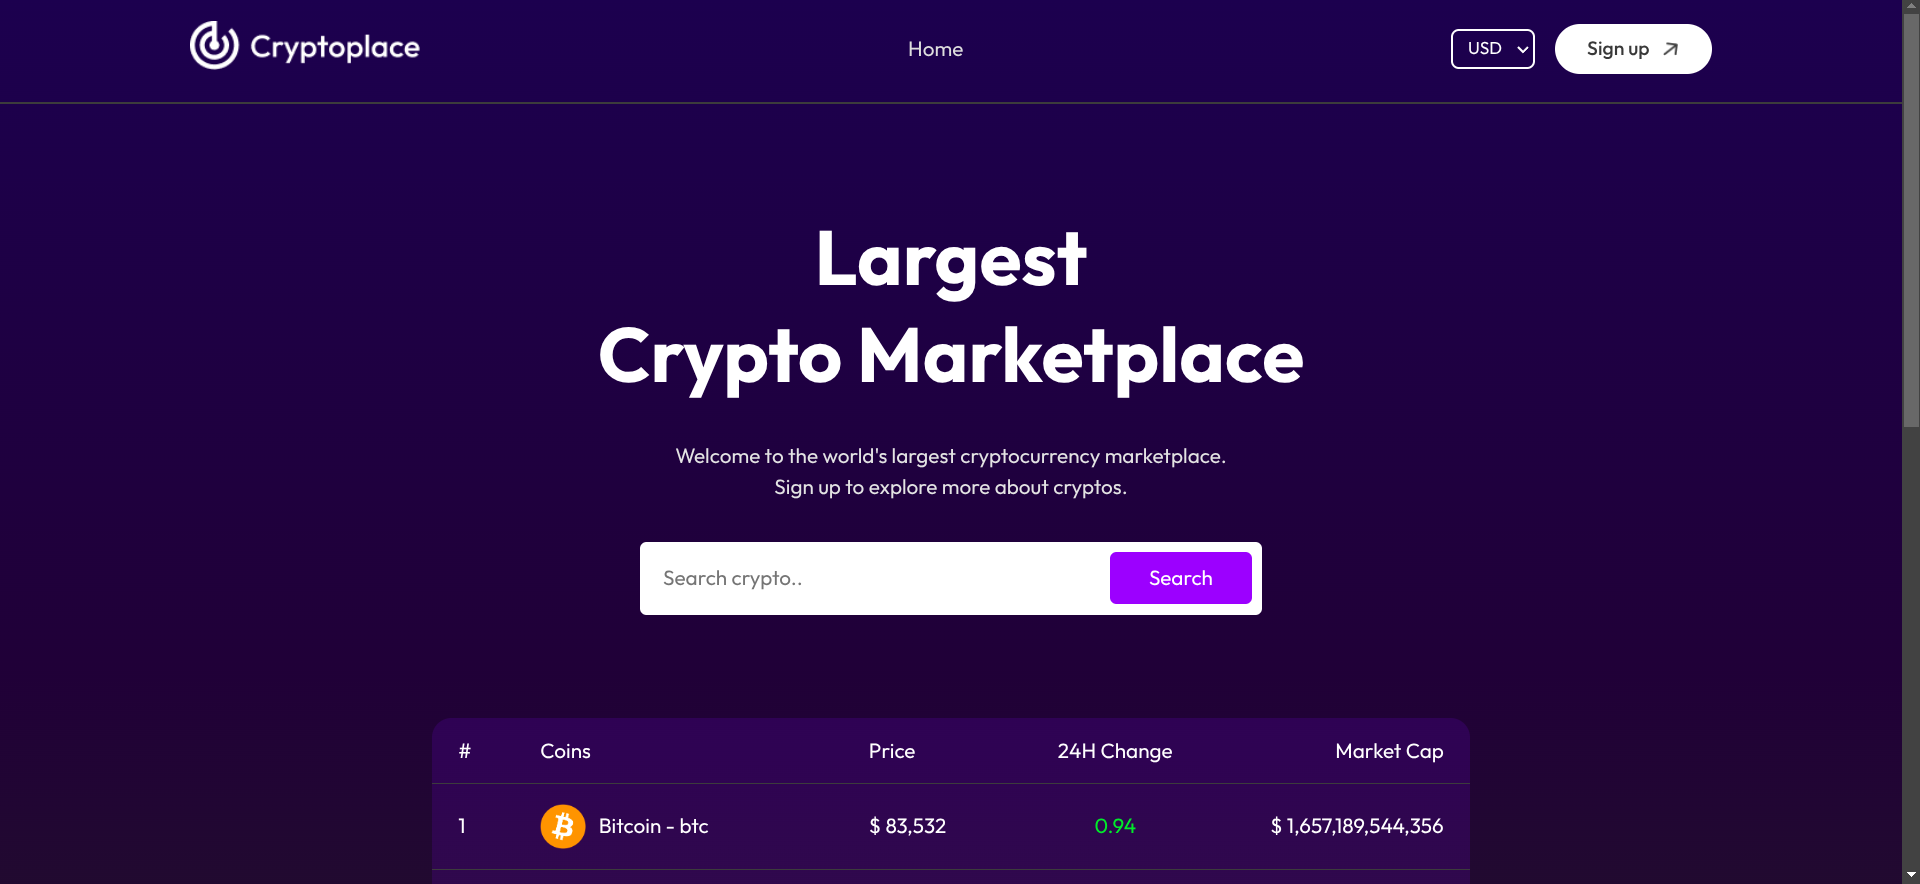 Cryptoplace
Home
USD
Sign up
Largest
Crypto Marketplace
Welcome to the world's largest cryptocurrency marketplace.
Sign up to explore more about cryptos.
Search crypto..
Search
# Coins Price 24H Change Market Cap
1 Bitcoin - btc $ 83,532 0.94 $ 1,657,189,544,356